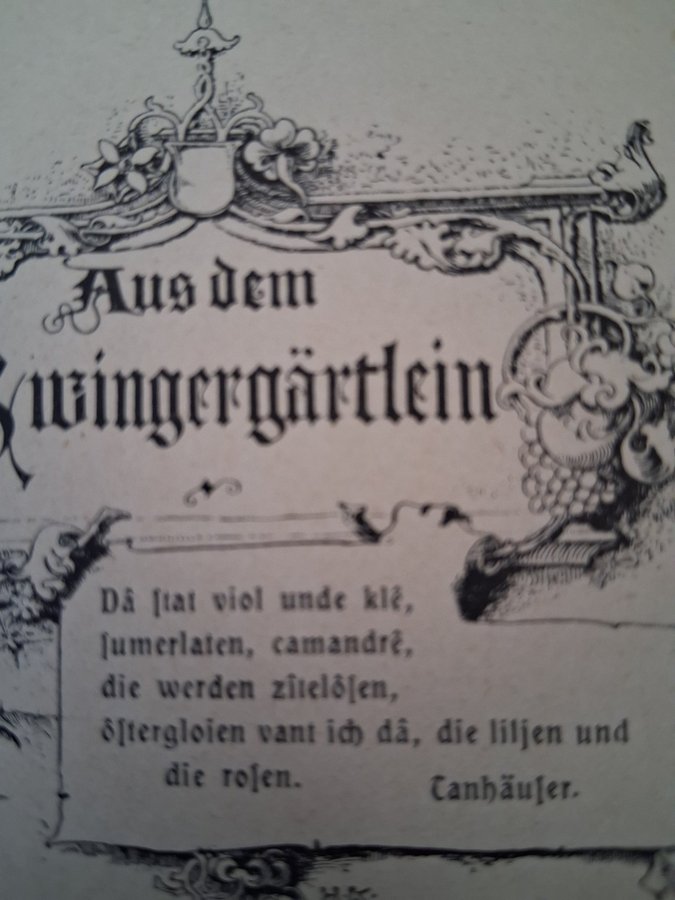 Aus dem
Zwingergärtlein
Dâ ſtat viol unde klê,
ſumerlaten, camandrê,
die werden zîtelôſen,
ôſtergloien vant ich dâ, die liljen und
die roſen.
Tanhäuſer.